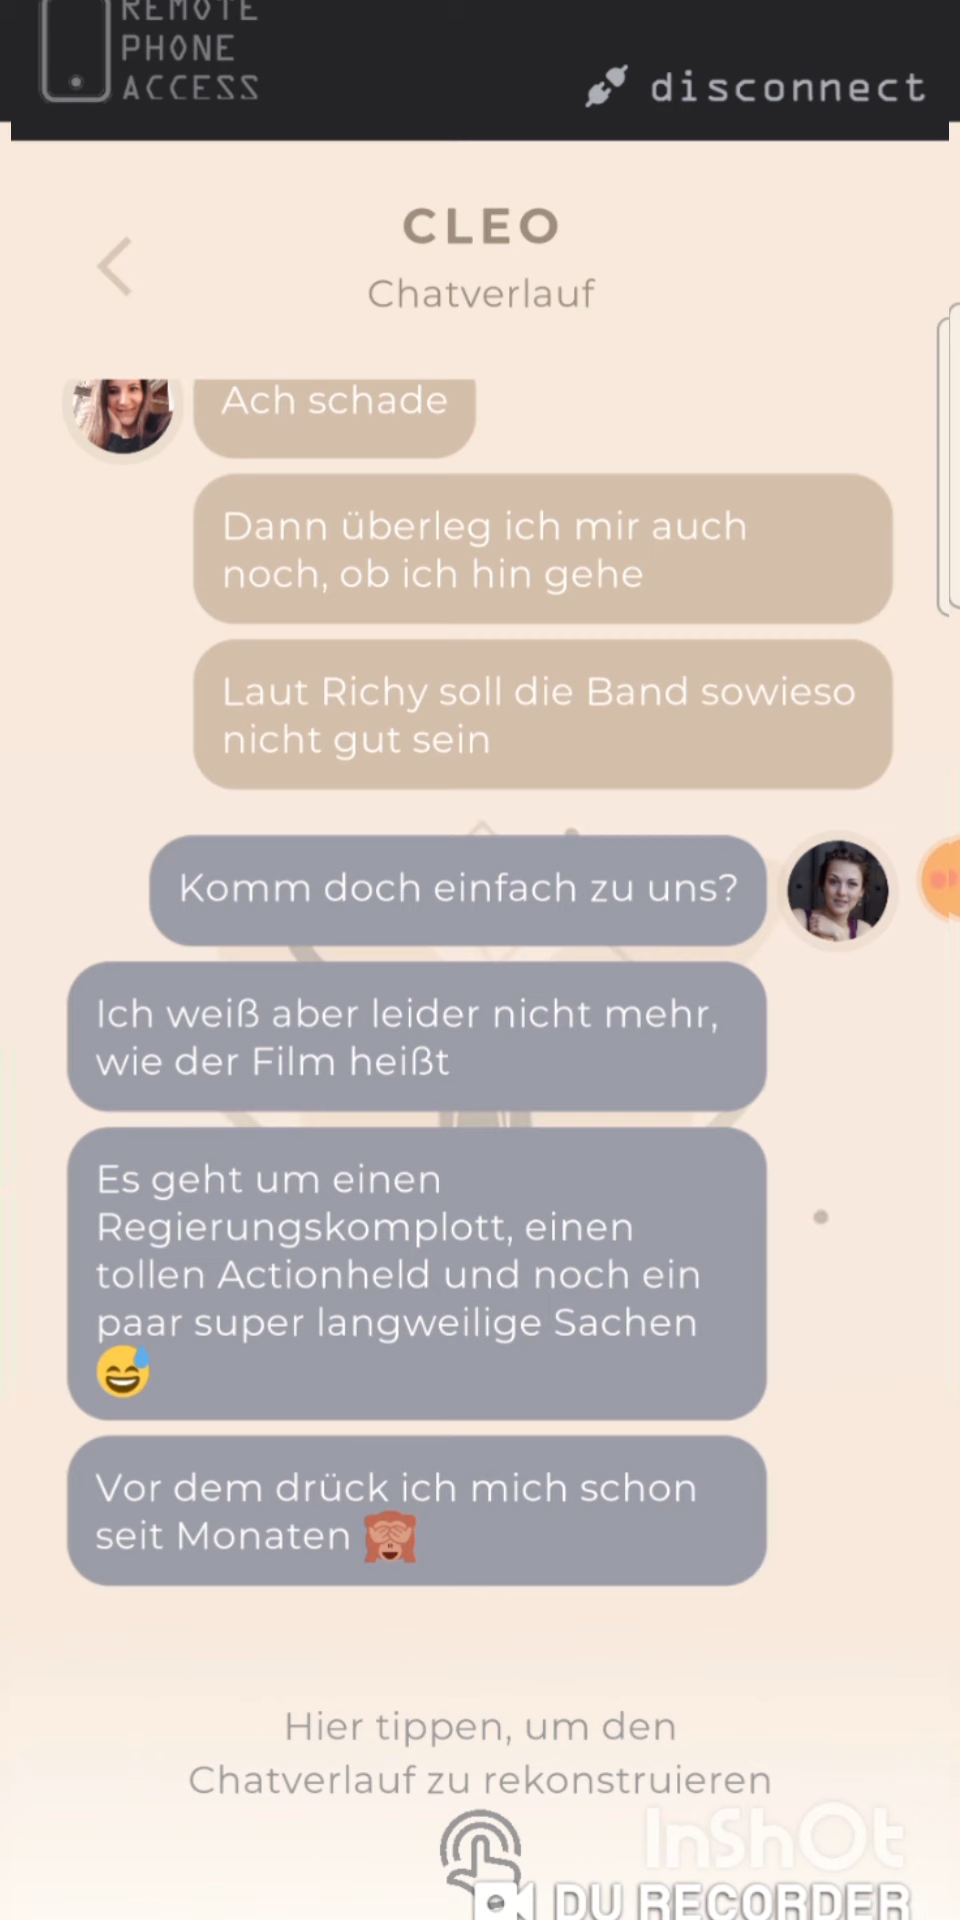 REMOTE
PHONE
ACCESS
disconnect
CLEO
Chatverlauf
Ach schade
Dann überleg ich mir auch
noch, ob ich hin gehe
Laut Richy soll die Band sowieso
nicht gut sein
Komm doch einfach zu uns?
Ich weiß aber leider nicht mehr,
wie der Film heißt
Es geht um einen
Regierungskomplott, einen
tollen Actionheld und noch ein
paar super langweilige Sachen
😅
Vor dem drück ich mich schon
seit Monaten 🙈
Hier tippen, um den
Chatverlauf zu rekonstruieren
InShOt
DU RECORDER